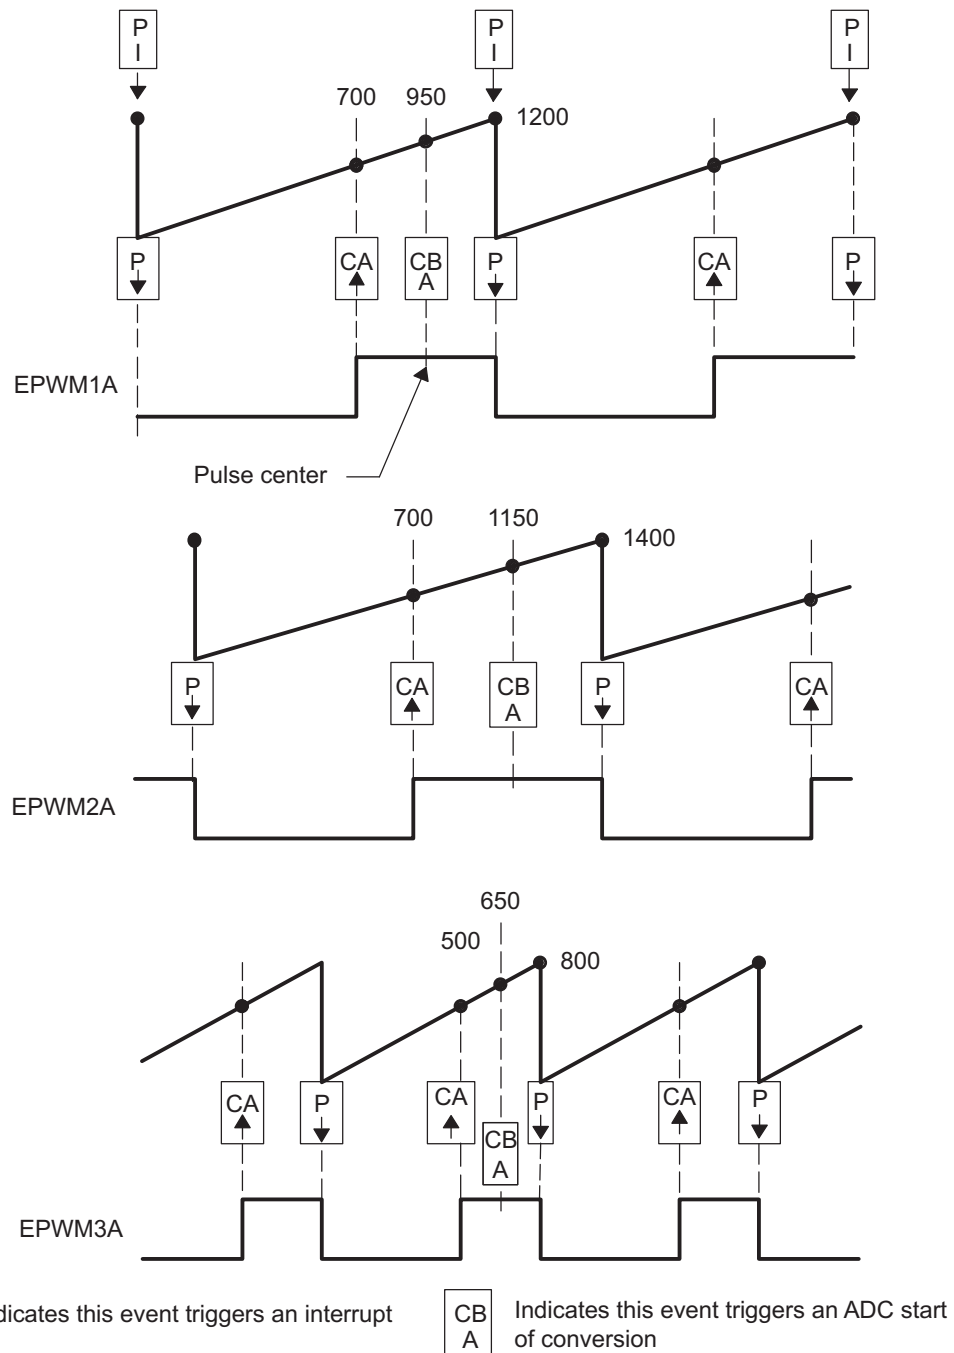 P
I
P
I
P
I
700
950
1200
P
CA
CB
A
P
CA
P
EPWM1A
Pulse center
700
1150
1400
P
CA
CB
A
P
CA
EPWM2A
650
500
800
CA
P
CA
CB
A
P
CA
P
EPWM3A
dicates this event triggers an interrupt
CB
A
Indicates this event triggers an ADC start
of conversion